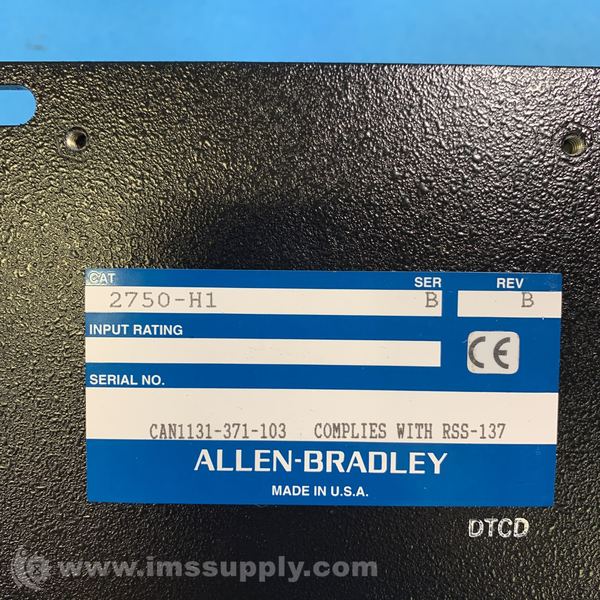 CAT
SER
REV
2750-H1
B
B
INPUT RATING
CE
SERIAL NO.
CAN1131-371-103 COMPLIES WITH RSS-137
ALLEN-BRADLEY
MADE IN U.S.A.
DTCD
www.imssupply.com